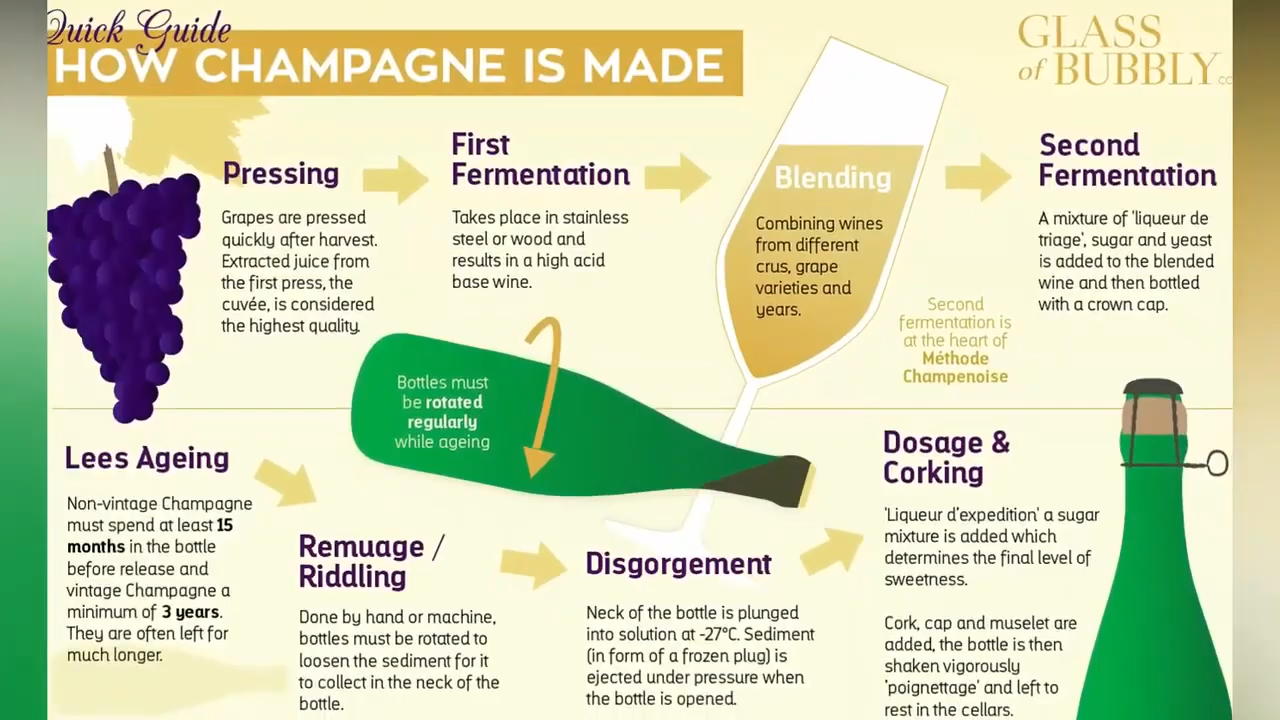 Quick Guide
HOW CHAMPAGNE IS MADE
GLASS
of BUBBLY
Pressing
Grapes are pressed
quickly after harvest.
Extracted juice from
the first press, the
cuvée, is considered
the highest quality.
First
Fermentation
Takes place in stainless
steel or wood and
results in a high acid
base wine.
Blending
Combining wines
from different
crus, grape
varieties and
years.
Second
Fermentation
A mixture of 'liqueur de
triage', sugar and yeast
is added to the blended
wine and then bottled
with a crown cap.
Second
fermentation is
at the heart of
Méthode
Champenoise
Bottles must
be rotated
regularly
while ageing
Lees Ageing
Non-vintage Champagne
must spend at least 15
months in the bottle
before release and
vintage Champagne a
minimum of 3 years.
They are often left for
much longer.
Remuage /
Riddling
Done by hand or machine,
bottles must be rotated to
loosen the sediment for it
to collect in the neck of the
bottle.
Disgorgement
Neck of the bottle is plunged
into solution at -27°C. Sediment
(in form of a frozen plug) is
ejected under pressure when
the bottle is opened.
Dosage &
Corking
'Liqueur d'expedition' a sugar
mixture is added which
determines the final level of
sweetness.
Cork, cap and muselet are
added, the bottle is then
shaken vigorously
'poignettage' and left to
rest in the cellars.